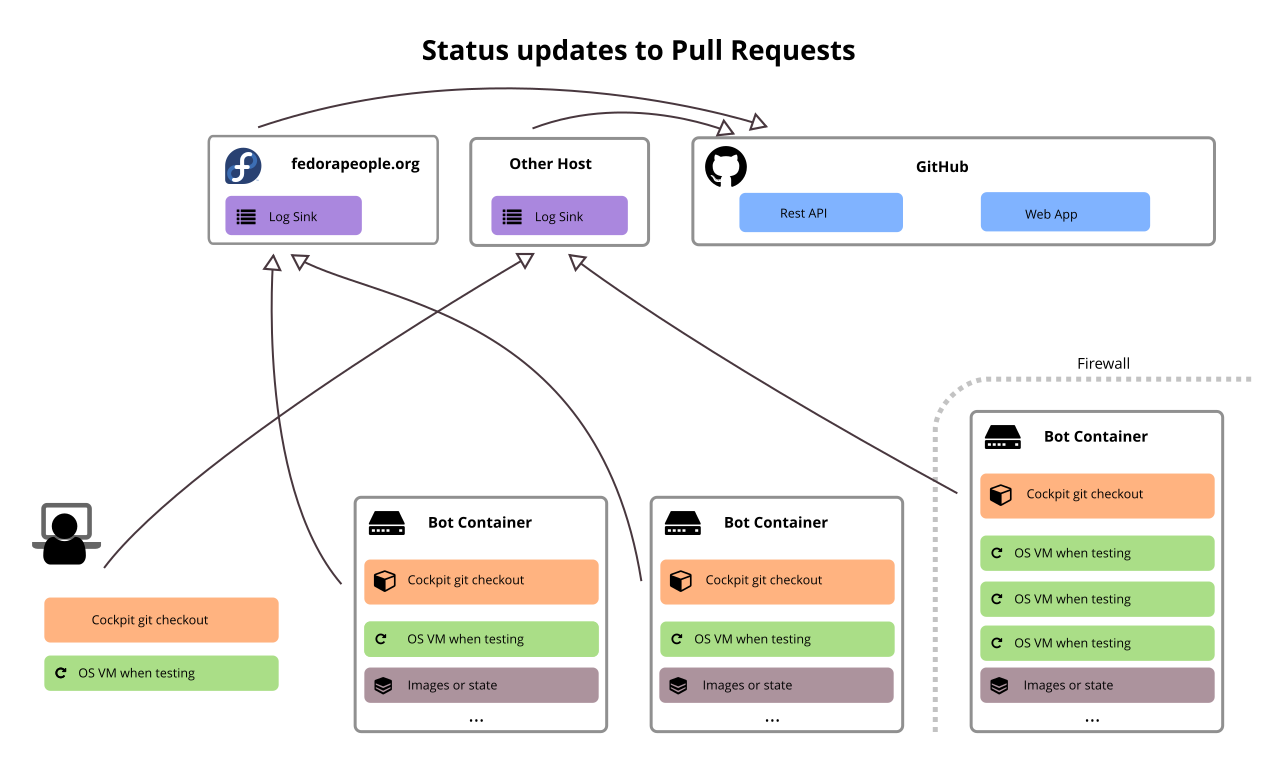 Status updates to Pull Requests
fedorapeople.org
Log Sink
Other Host
Log Sink
GitHub
Rest API
Web App
Firewall
Cockpit git checkout
OS VM when testing
Bot Container
Cockpit git checkout
OS VM when testing
Images or state
...
Bot Container
Cockpit git checkout
OS VM when testing
Images or state
...
Bot Container
Cockpit git checkout
OS VM when testing
OS VM when testing
OS VM when testing
Images or state
...